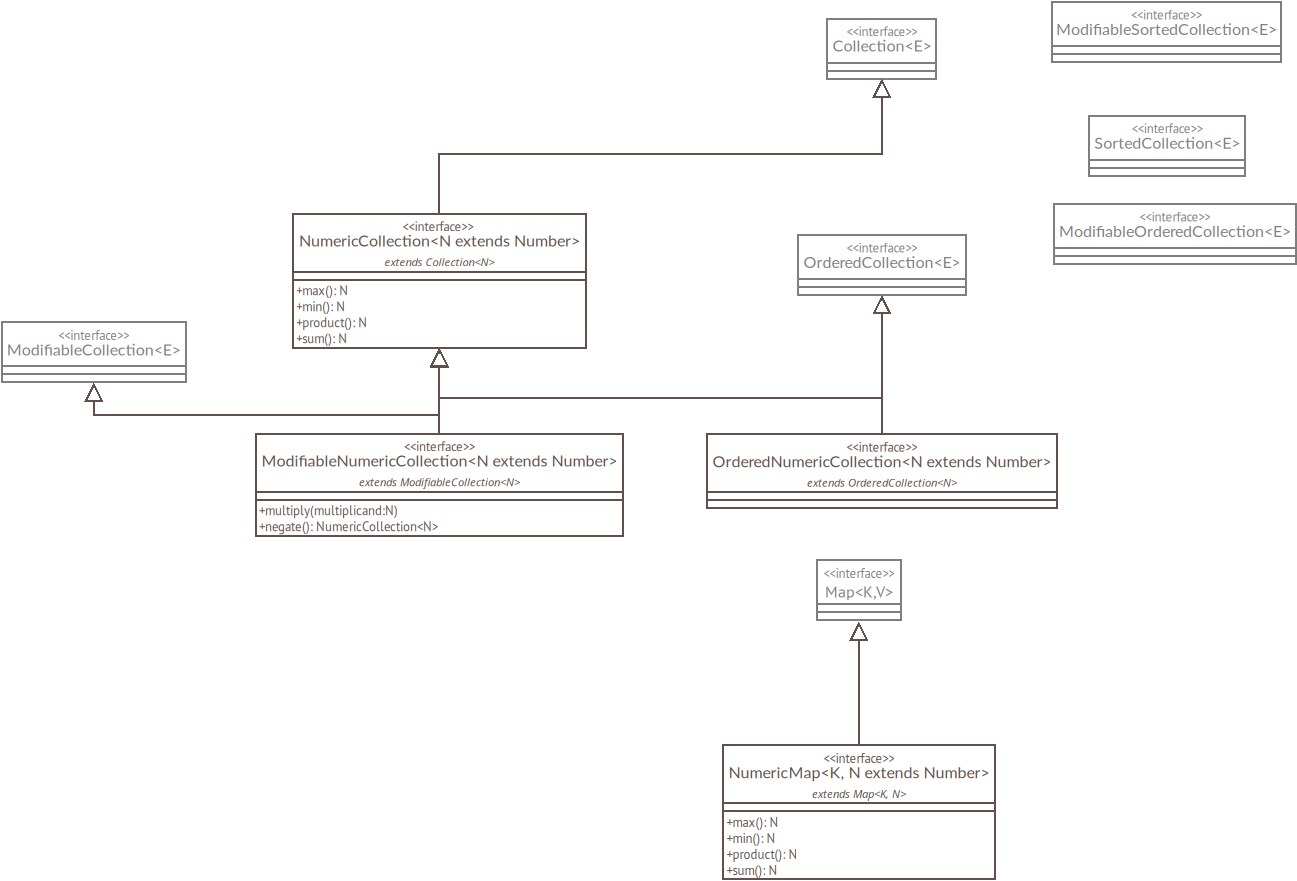 <<interface>>
Collection<E>
<<interface>>
ModifiableSortedCollection<E>
<<interface>>
SortedCollection<E>
<<interface>>
ModifiableOrderedCollection<E>
<<interface>>
NumericCollection<N extends Number>
extends Collection<N>
+max(): N
+min(): N
+product(): N
+sum(): N
<<interface>>
OrderedCollection<E>
<<interface>>
ModifiableCollection<E>
<<interface>>
ModifiableNumericCollection<N extends Number>
extends ModifiableCollection<N>
+multiply(multiplicand:N)
+negate(): NumericCollection<N>
<<interface>>
OrderedNumericCollection<N extends Number>
extends OrderedCollection<N>
<<interface>>
Map<K,V>
<<interface>>
NumericMap<K, N extends Number>
extends Map<K, N>
+max(): N
+min(): N
+product(): N
+sum(): N